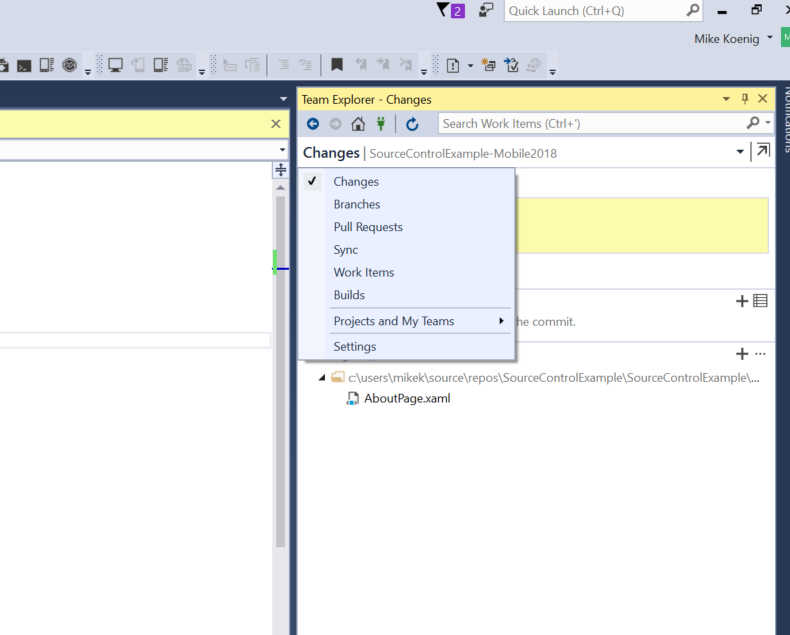 2
Quick Launch (Ctrl+Q)
Mike Koenig
M
Team Explorer - Changes
Notifications
Search Work Items (Ctrl+')
Changes | SourceControlExample-Mobile2018
Changes
Branches
Pull Requests
Sync
Work Items
Builds
Projects and My Teams
he commit.
Settings
c:\users\mikek\source\repos\SourceControlExample\SourceControlExample\...
AboutPage.xaml